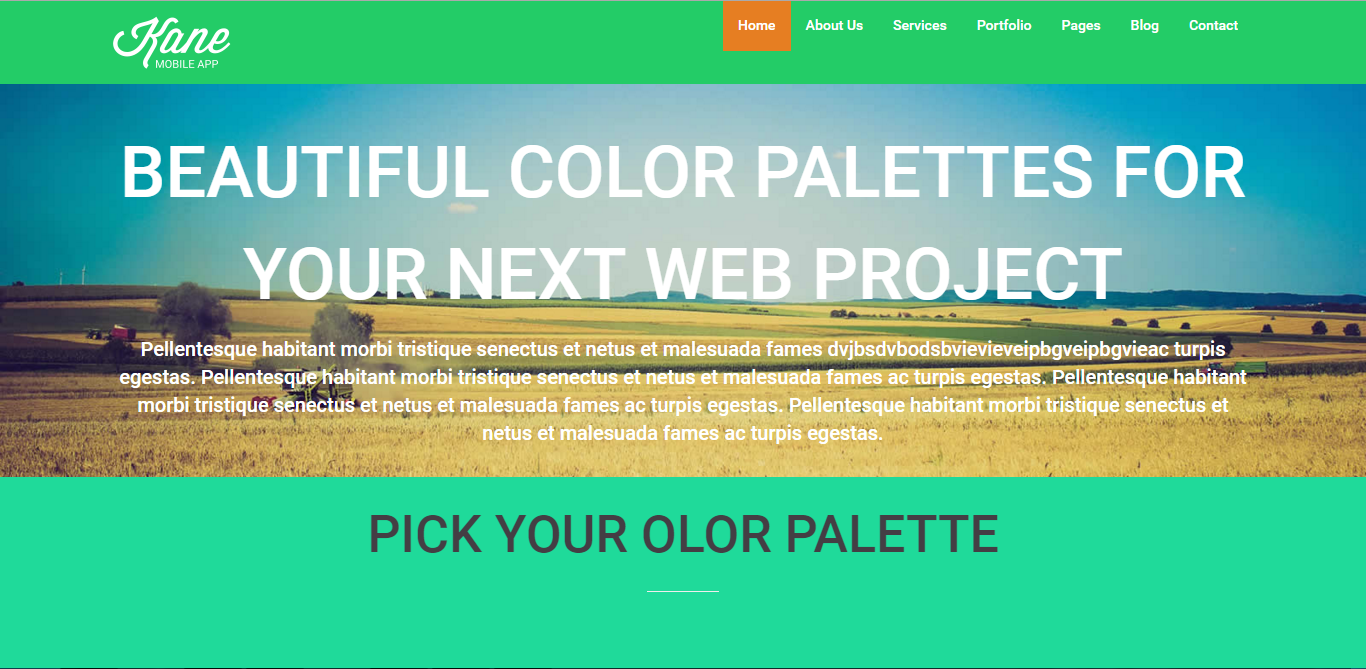 Kane
MOBILE APP
Home About Us Services Portfolio Pages Blog Contact
BEAUTIFUL COLOR PALETTES FOR
YOUR NEXT WEB PROJECT
Pellentesque habitant morbi tristique senectus et netus et malesuada fames dvjbsdvbodsbvievieveipbgveipbgvieac turpis
egestas. Pellentesque habitant morbi tristique senectus et netus et malesuada fames ac turpis egestas. Pellentesque habitant
morbi tristique senectus et netus et malesuada fames ac turpis egestas. Pellentesque habitant morbi tristique senectus et
netus et malesuada fames ac turpis egestas.
PICK YOUR OLOR PALETTE